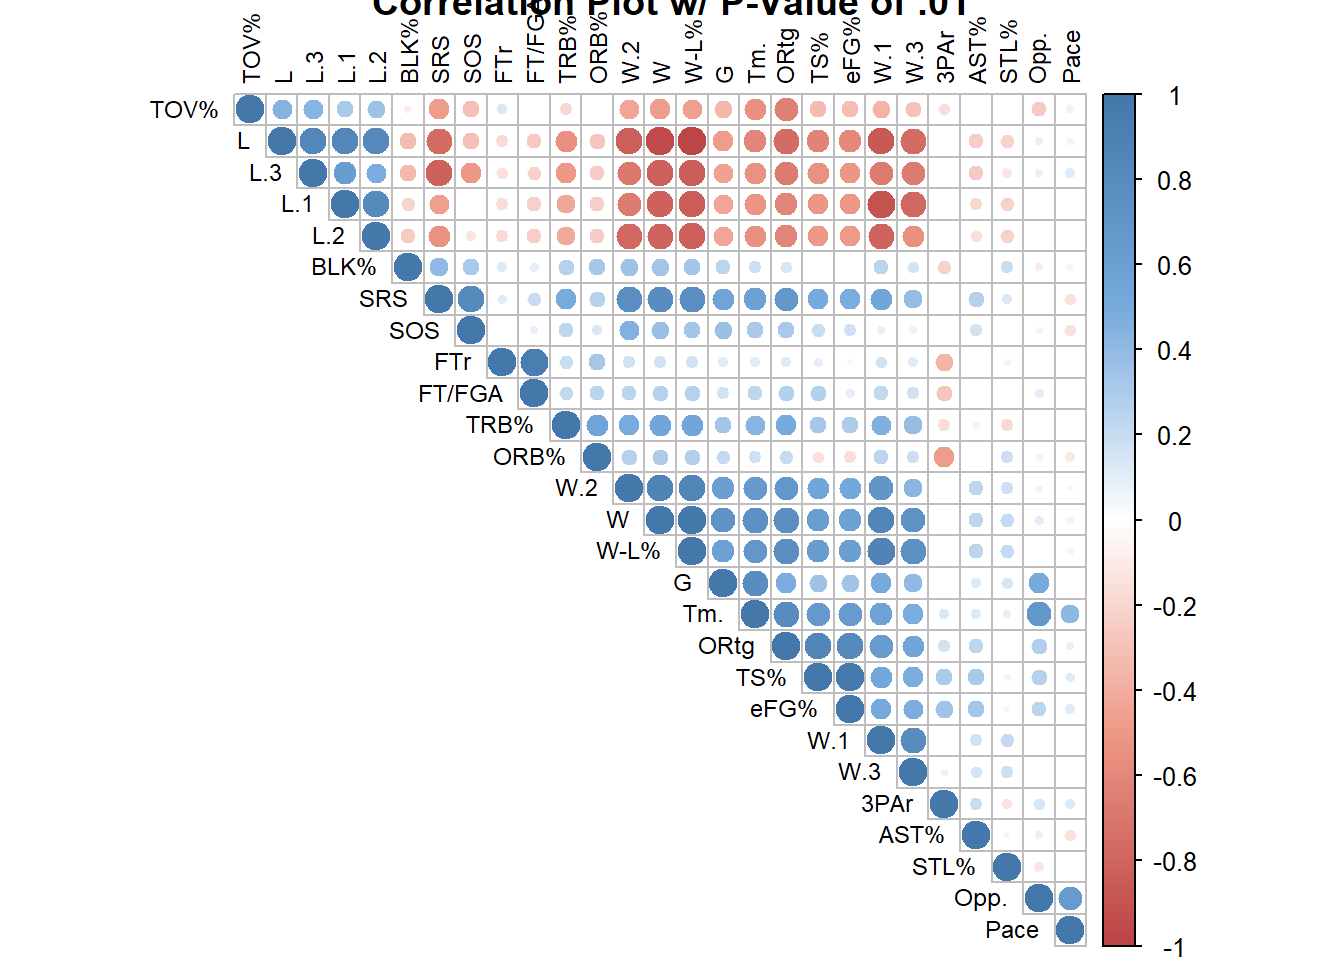 Correlation Plot w/ P-Value of .01
TOV% L L.3 L.1 L.2 BLK% SRS SOS FTr FT/FGA TRB% ORB% W.2 W W-L% G Tm. ORtg TS% eFG% W.1 W.3 3PAr AST% STL% Opp. Pace
TOV%
L
L.3
L.1
L.2
BLK%
SRS
SOS
FTr
FT/FGA
TRB%
ORB%
W.2
W
W-L%
G
Tm.
ORtg
TS%
eFG%
W.1
W.3
3PAr
AST%
STL%
Opp.
Pace
1
0.8
0.6
0.4
0.2
0
-0.2
-0.4
-0.6
-0.8
-1